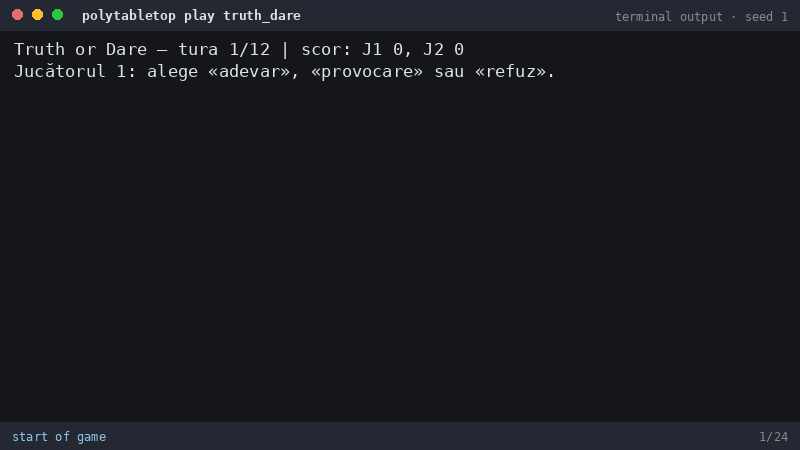 polytabletop play truth_dare
terminal output · seed 1
Truth or Dare — tura 1/12 | scor: J1 0, J2 0
Jucătorul 1: alege «adevar», «provocare» sau «refuz».
start of game
1/24